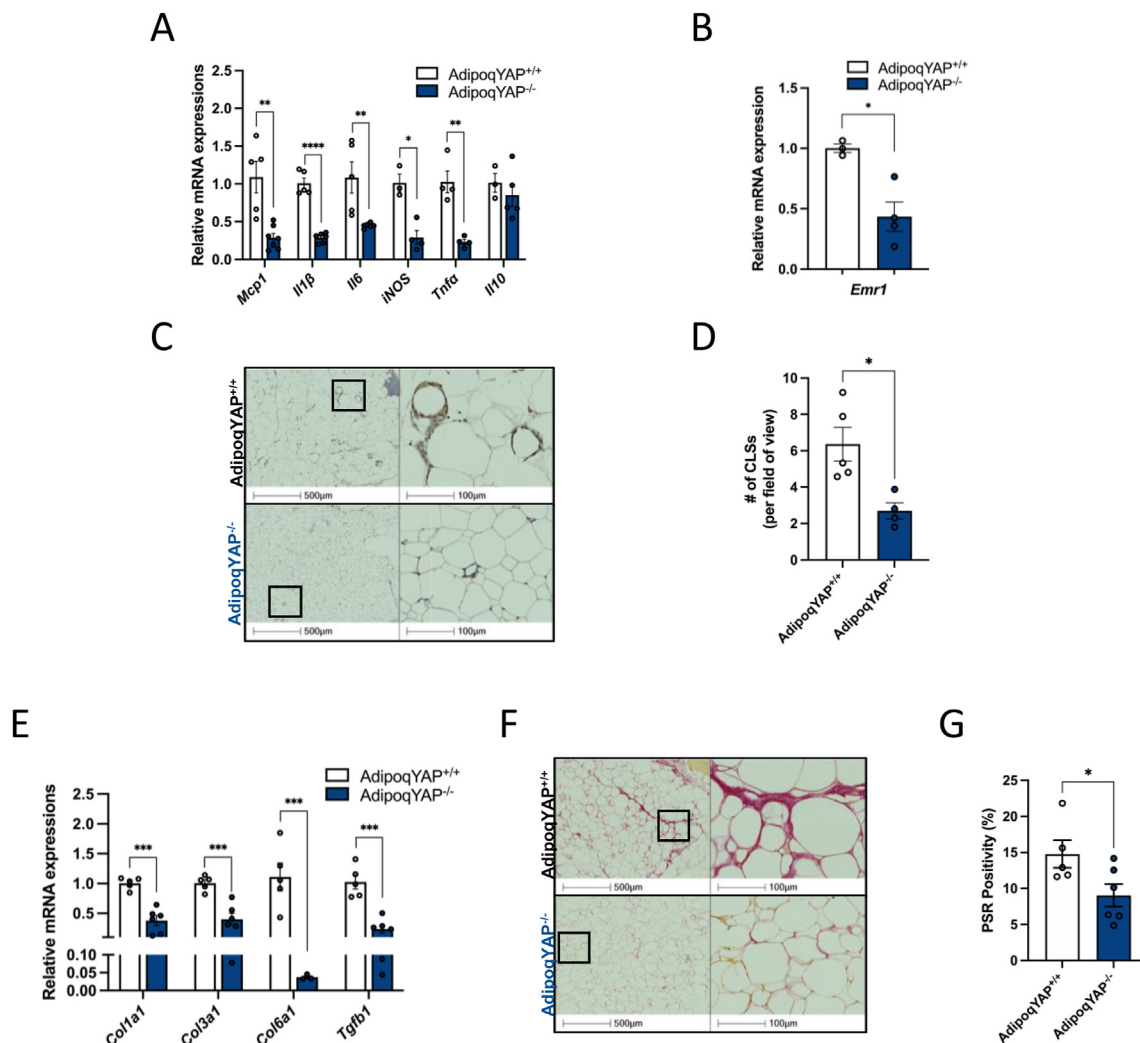 A
AdipoqYAP+/+
AdipoqYAP-/-
Relative mRNA expressions
2.5
2.0
1.5
1.0
0.5
0.0
**
****
**
*
**
Mcp1
Il1β
Il6
iNOS
Tnfα
Il10
B
AdipoqYAP+/+
AdipoqYAP-/-
Relative mRNA expression
1.5
1.0
0.5
0.0
*
Emr1
C
AdipoqYAP+/+
AdipoqYAP-/-
500µm
100µm
500µm
100µm
D
# of CLSs
(per field of view)
10
8
6
4
2
0
*
AdipoqYAP+/+
AdipoqYAP-/-
E
AdipoqYAP+/+
AdipoqYAP-/-
Relative mRNA expressions
2.5
2.0
1.5
1.0
0.5
0.10
0.05
0.00
***
***
***
***
Col1a1
Col3a1
Col6a1
Tgfb1
F
AdipoqYAP+/+
AdipoqYAP-/-
500µm
100µm
500µm
100µm
G
PSR Positivity (%)
25
20
15
10
5
0
*
AdipoqYAP+/+
AdipoqYAP-/-